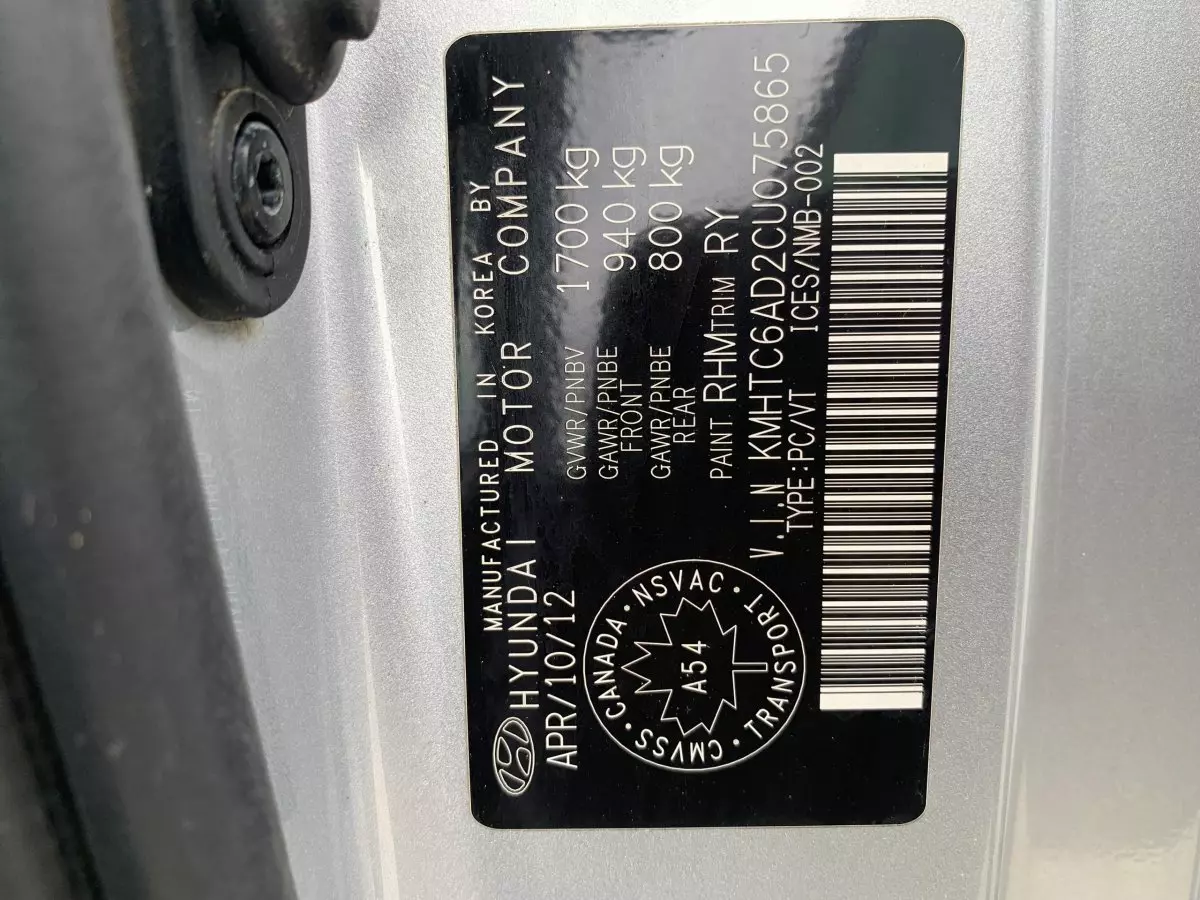 MANUFACTURED IN KOREA BY
HYUNDAI MOTOR COMPANY
APR/10/12
GVWR/PNBV 1700 kg
GAWR/PNBE FRONT 940 kg
GAWR/PNBE REAR 800 kg
PAINT RHM TRIM RY
V.I.N KMHTC6AD2CU075865
TYPE:PC/VT ICES/NMB-002
CANADA · NSVAC · TRANSPORT · CMVSS ·
A54